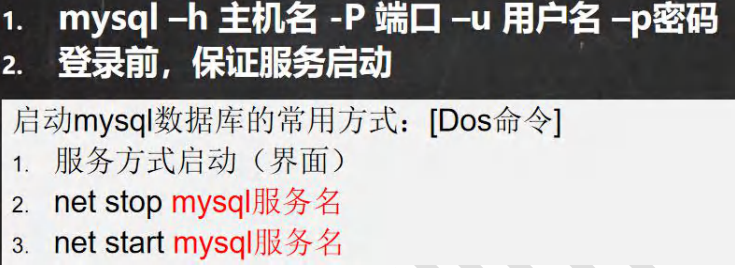 1. mysql –h 主机名 -P 端口 –u 用户名 –p密码
2. 登录前，保证服务启动
启动mysql数据库的常用方式：[Dos命令]
1. 服务方式启动（界面）
2. net stop mysql服务名
3. net start mysql服务名